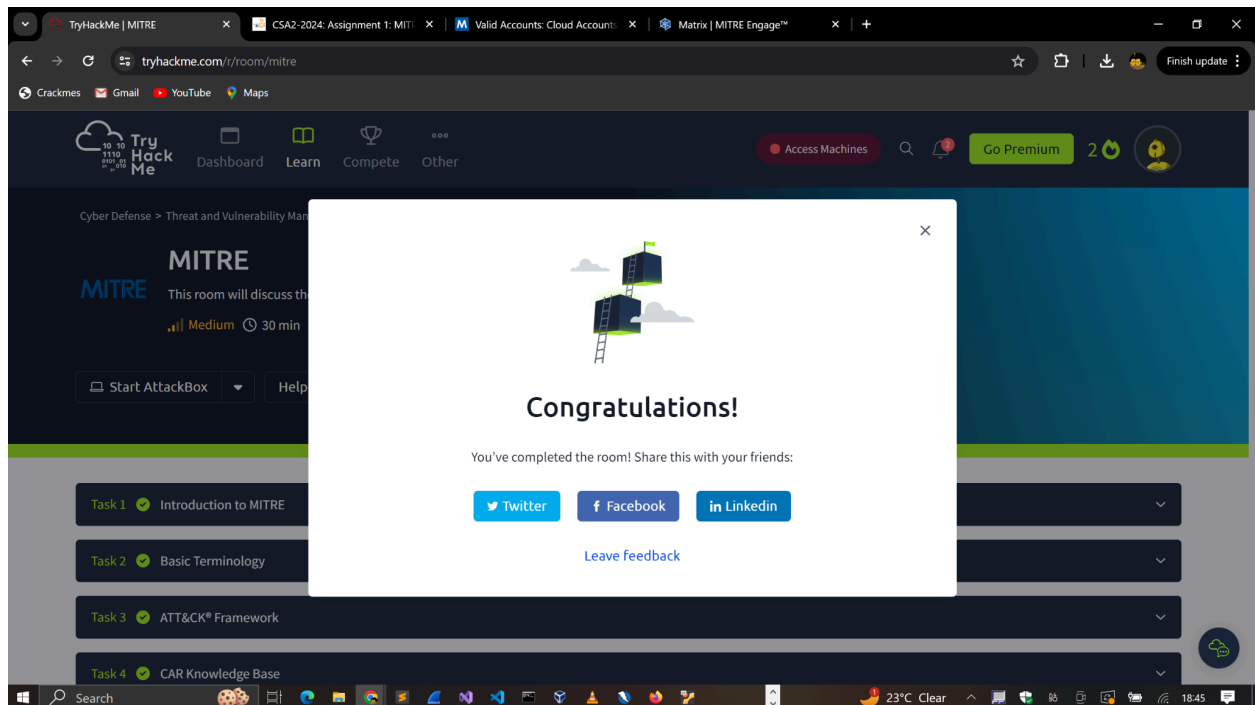 TryHackMe | MITRE
CSA2-2024: Assignment 1: MIT
Valid Accounts: Cloud Accounts
Matrix | MITRE Engage™
tryhackme.com/r/room/mitre
Finish update
Crackmes Gmail YouTube Maps
Try Hack Me
Dashboard Learn Compete Other
Access Machines
2
Go Premium
2
Cyber Defense > Threat and Vulnerability Man
MITRE
MITRE
This room will discuss th
Medium 30 min
Start AttackBox
Help
Congratulations!
You've completed the room! Share this with your friends:
Twitter Facebook Linkedin
Leave feedback
Task 1 Introduction to MITRE
Task 2 Basic Terminology
Task 3 ATT&CK® Framework
Task 4 CAR Knowledge Base
Search
23°C Clear
18:45